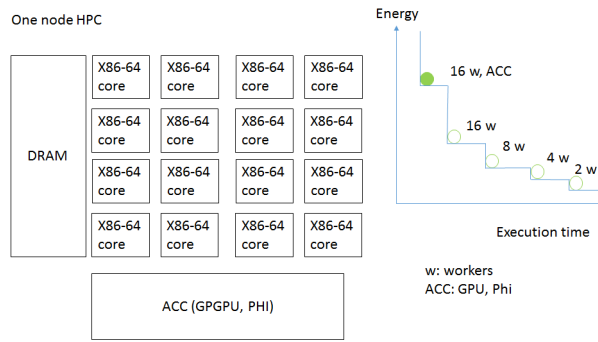 One node HPC
X86-64 core
X86-64 core
X86-64 core
X86-64 core
X86-64 core
X86-64 core
X86-64 core
X86-64 core
DRAM
X86-64 core
X86-64 core
X86-64 core
X86-64 core
X86-64 core
X86-64 core
X86-64 core
X86-64 core
ACC (GPGPU, PHI)
Energy
16 w, ACC
16 w
8 w
4 w
2 w
Execution time
w: workers
ACC: GPU, Phi